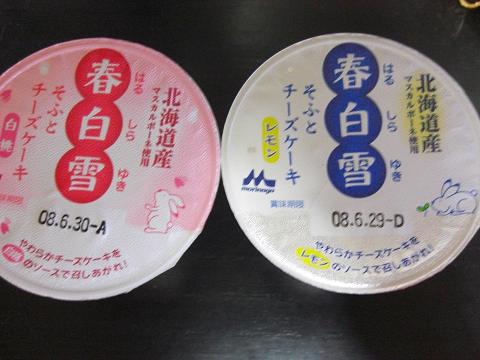 北海道産
マスカルポーネ使用
春白雪
はる
しら
ゆき
そふと
チーズケーキ
白桃
味期限
08.6.30-A
やわらかチーズケーキを
白桃のソースで召しあがれ!
北海道産
マスカルポーネ使用
春白雪
はる
しら
ゆき
そふと
チーズケーキ
レモン
morinaga
賞味期限
08.6.29-D
やわらかチーズケーキを
レモンのソースで召しあがれ!